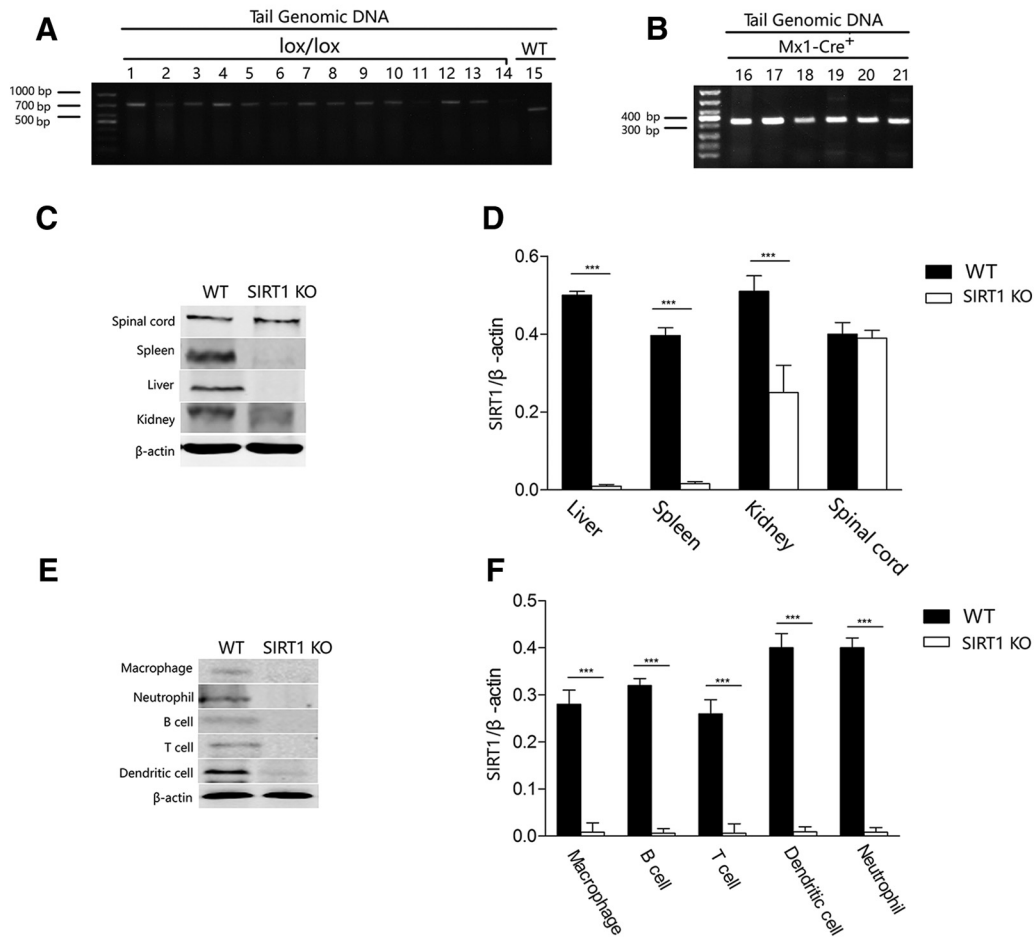 A
Tail Genomic DNA
lox/lox
WT
1 2 3 4 5 6 7 8 9 10 11 12 13 14 15
1000 bp
700 bp
500 bp
B
Tail Genomic DNA
Mx1-Cre+
16 17 18 19 20 21
400 bp
300 bp
C
WT SIRT1 KO
Spinal cord
Spleen
Liver
Kidney
β-actin
D
SIRT1/β -actin
0.6
0.4
0.2
0.0
*** *** ***
Liver Spleen Kidney Spinal cord
WT
SIRT1 KO
E
WT SIRT1 KO
Macrophage
Neutrophil
B cell
T cell
Dendritic cell
β-actin
F
SIRT1/β -actin
0.5
0.4
0.3
0.2
0.1
0.0
*** *** *** *** ***
Macrophage B cell T cell Dendritic cell Neutrophil
WT
SIRT1 KO